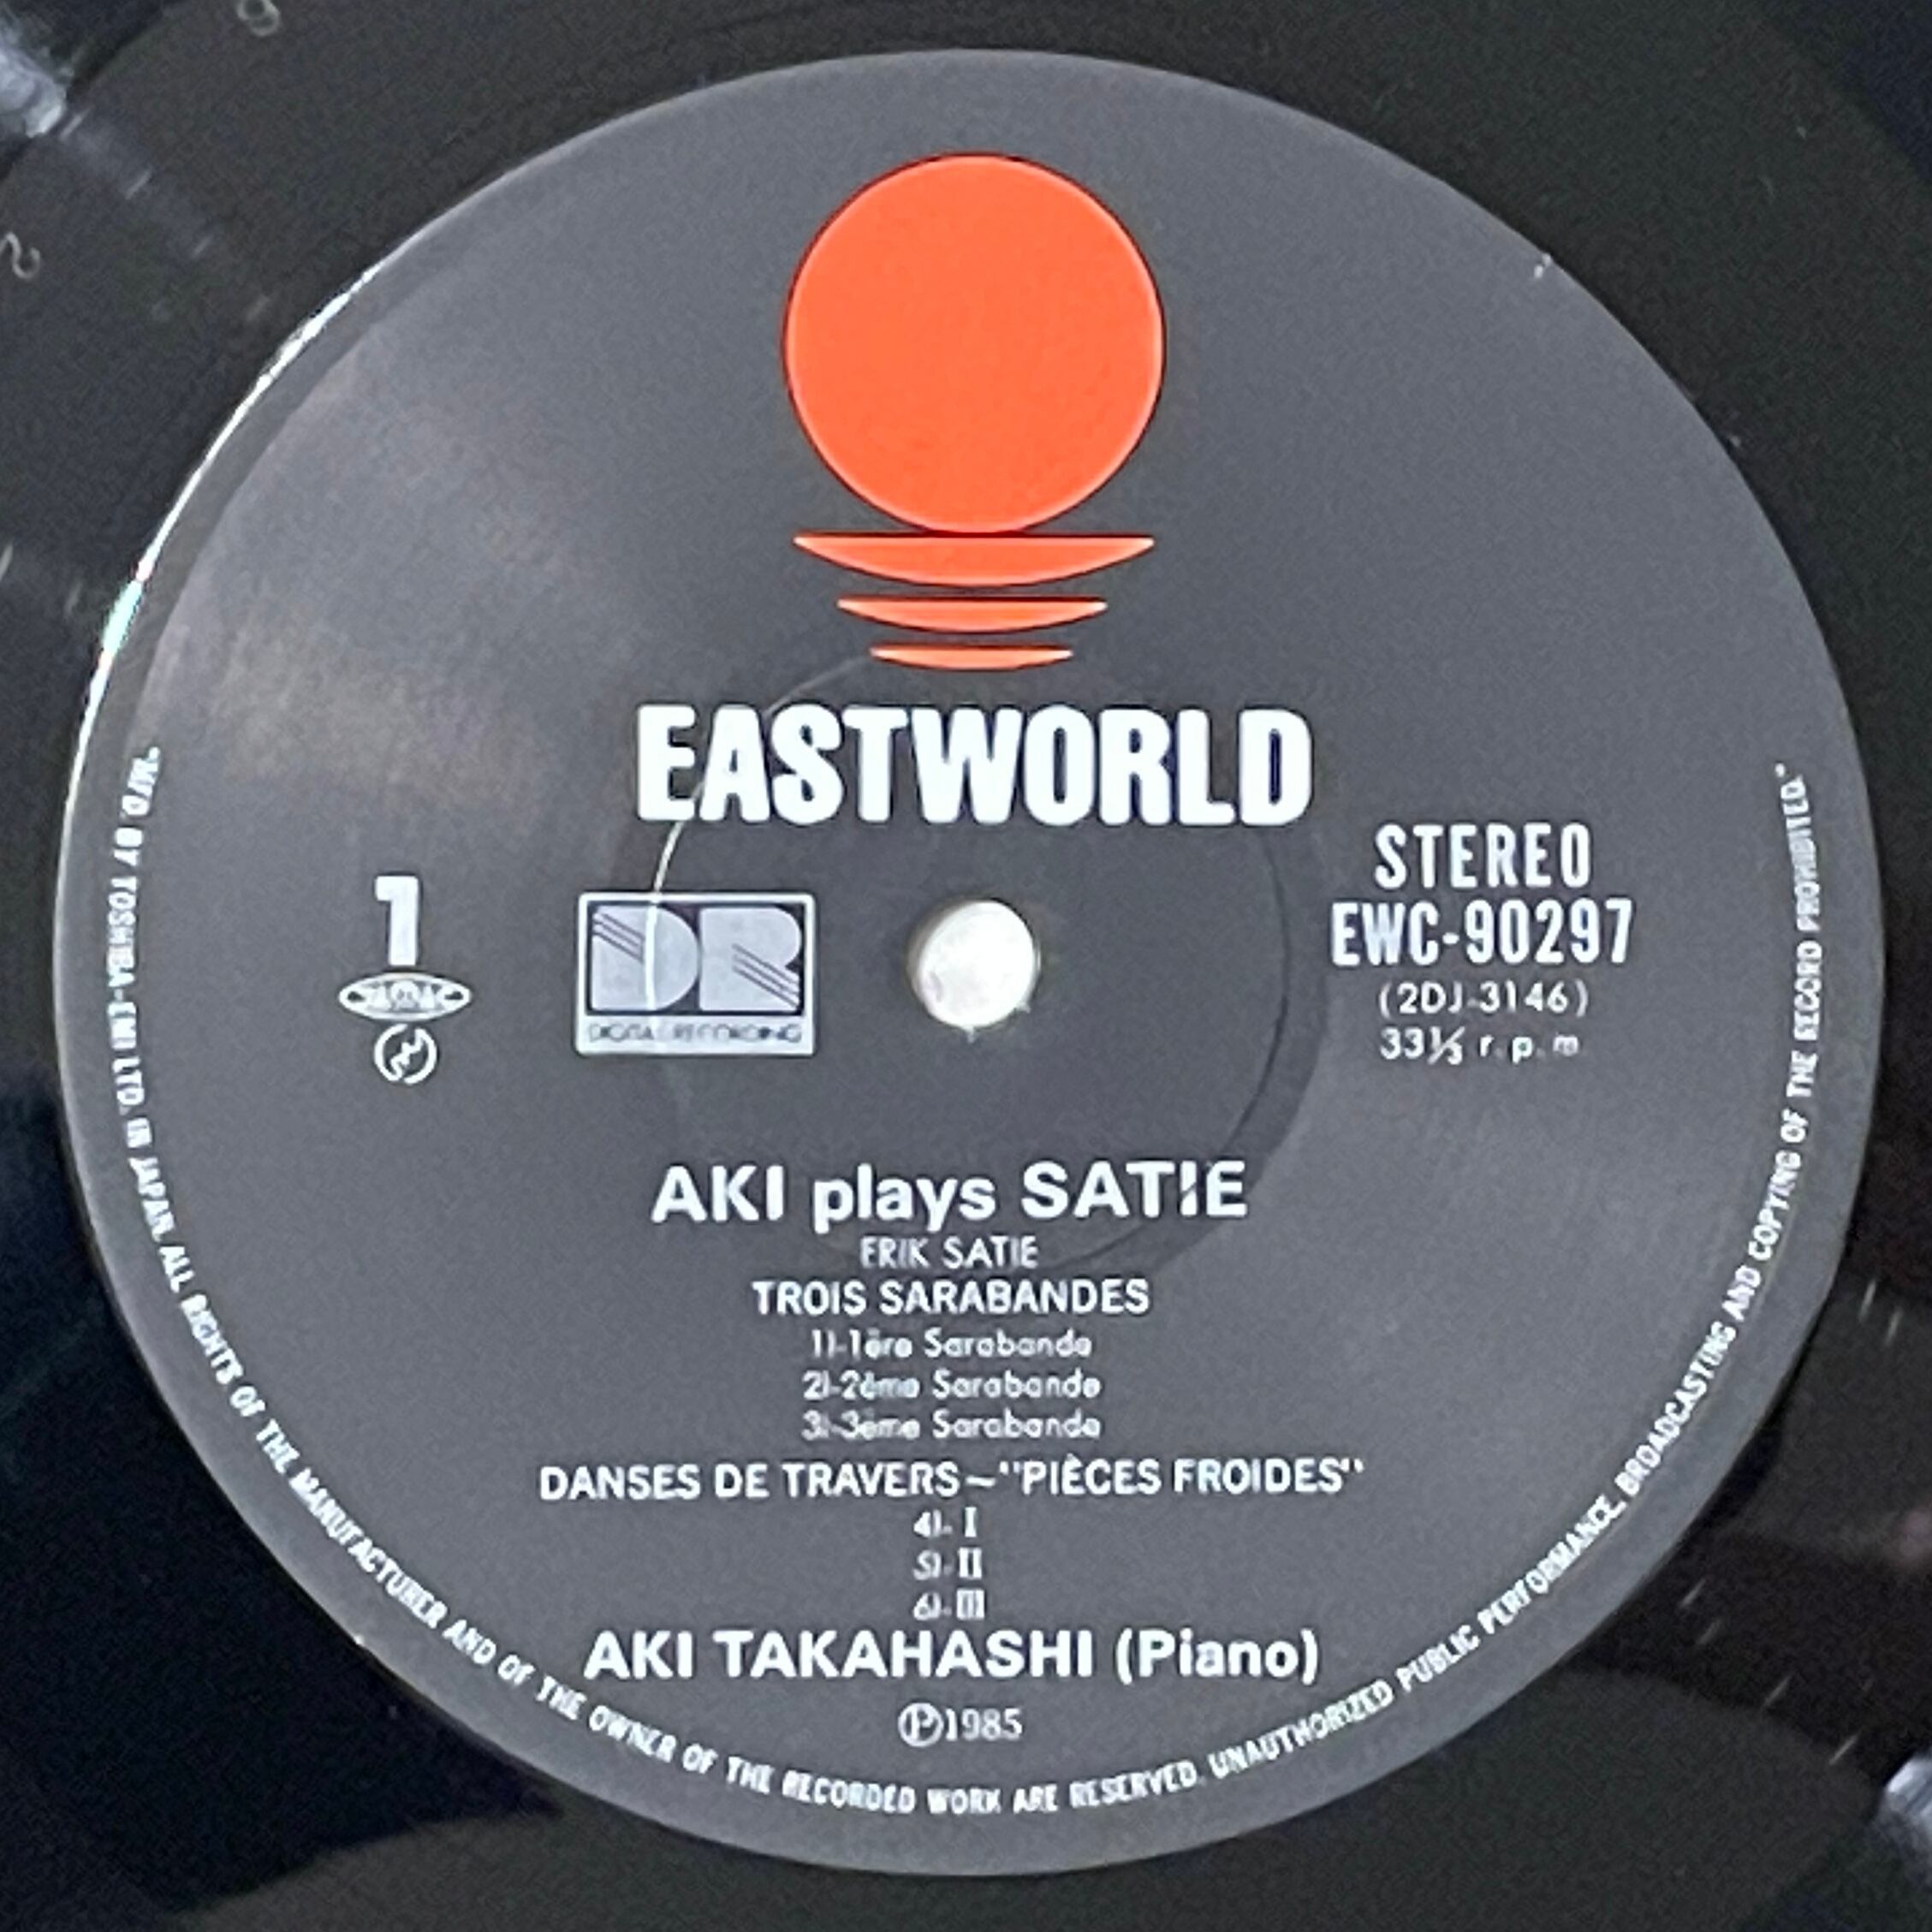 EASTWORLD
1
DR
DIGITAL RECORDING
STEREO
EWC-90297
(2DJ-3146)
33⅓ r.p.m.
AKI plays SATIE
ERIK SATIE
TROIS SARABANDES
1)-1ère Sarabande
2)-2ème Sarabande
3)-3ème Sarabande
DANSES DE TRAVERS~"PIÈCES FROIDES"
4)-I
5)-II
6)-III
AKI TAKAHASHI (Piano)
℗1985
"M'F'D. BY TOSHIBA-EMI LTD. IN JAPAN. ALL RIGHTS OF THE MANUFACTURER AND OF THE OWNER OF THE RECORDED WORK ARE RESERVED. UNAUTHORIZED PUBLIC PERFORMANCE, BROADCASTING AND COPYING OF THE RECORD PROHIBITED."